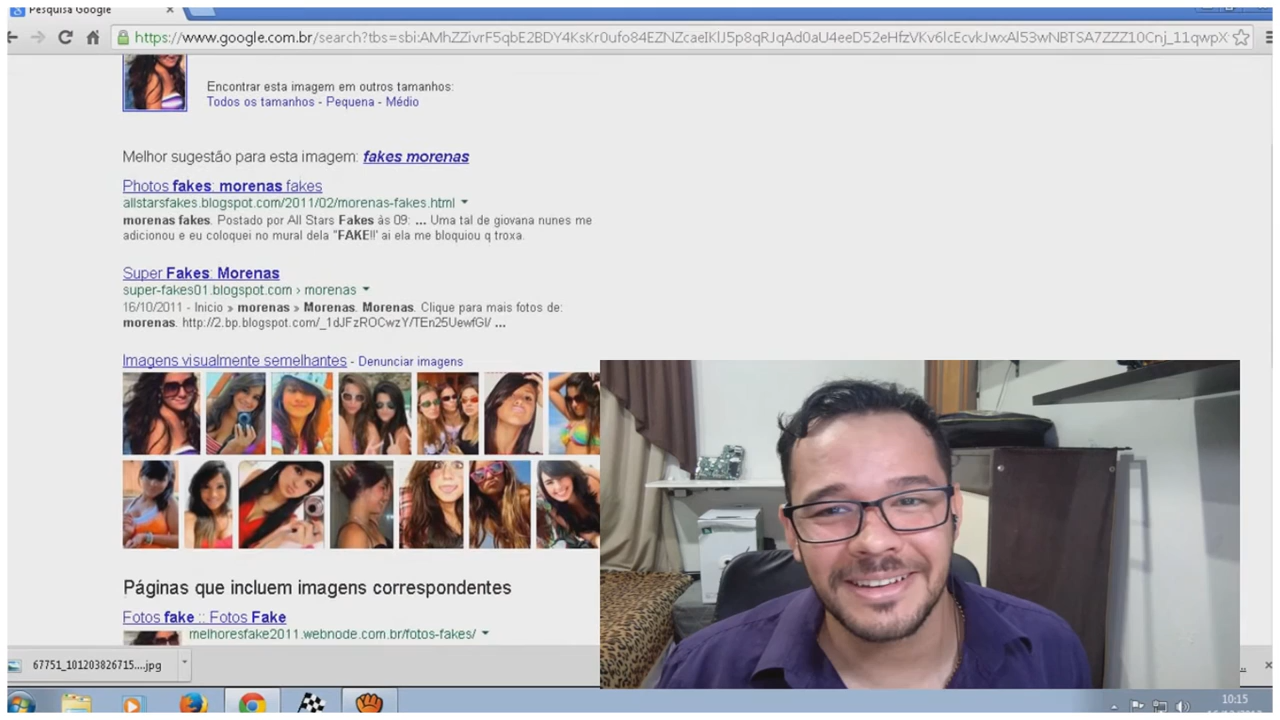 Pesquisa Google
https://www.google.com.br/search?tbs=sbi:
Encontrar esta imagem em outros tamanhos:
Todos os tamanhos - Pequena - Médio
Melhor sugestão para esta imagem: fakes morenas
Photos fakes: morenas fakes
allstarsfakes.blogspot.com/2011/02/morenas-fakes.html
morenas fakes. Postado por All Stars Fakes às 09: ... Uma tal de giovana nunes me
adicionou e eu coloquei no mural dela "FAKE!!' ai ela me bloquiou q troxa.
Super Fakes: Morenas
super-fakes01.blogspot.com › morenas
16/10/2011 - Inicio » morenas » Morenas. Morenas. Clique para mais fotos de:
morenas. http://2.bp.blogspot.com/_1dJFzROCwzY/TEn25UewfGI/ ...
Imagens visualmente semelhantes - Denunciar imagens
Páginas que incluem imagens correspondentes
Fotos fake :: Fotos Fake
melhoresfake2011.webnode.com.br/fotos-fakes/
67751_101203826715....jpg
10:15